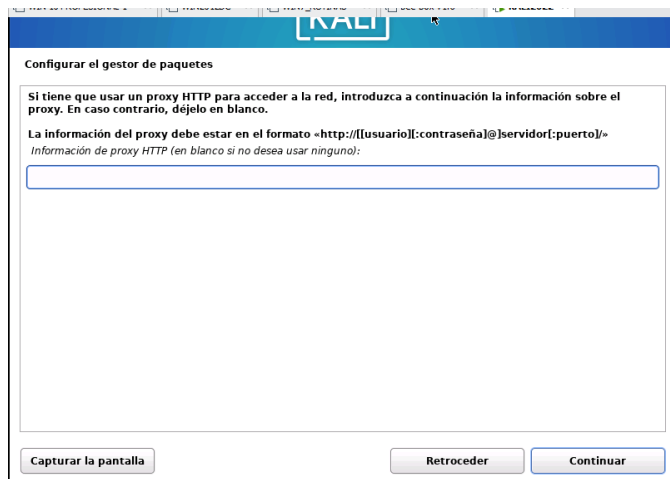 KALI
Configurar el gestor de paquetes
Si tiene que usar un proxy HTTP para acceder a la red, introduzca a continuación la información sobre el
proxy. En caso contrario, déjelo en blanco.
La información del proxy debe estar en el formato «http://[[usuario][:contraseña]@]servidor[:puerto]/»
Información de proxy HTTP (en blanco si no desea usar ninguno):
Capturar la pantalla
Retroceder
Continuar